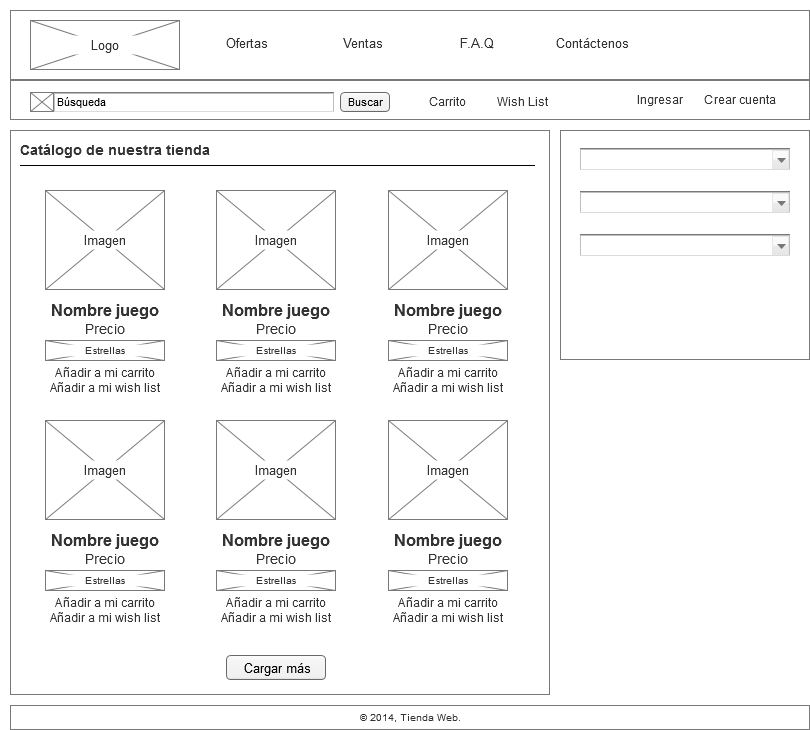 Logo
Ofertas
Ventas
F.A.Q
Contáctenos
Búsqueda
Buscar
Carrito
Wish List
Ingresar
Crear cuenta
Catálogo de nuestra tienda
Imagen
Imagen
Imagen
Nombre juego
Nombre juego
Nombre juego
Precio
Precio
Precio
Estrellas
Estrellas
Estrellas
Añadir a mi carrito
Añadir a mi carrito
Añadir a mi carrito
Añadir a mi wish list
Añadir a mi wish list
Añadir a mi wish list
Imagen
Imagen
Imagen
Nombre juego
Nombre juego
Nombre juego
Precio
Precio
Precio
Estrellas
Estrellas
Estrellas
Añadir a mi carrito
Añadir a mi carrito
Añadir a mi carrito
Añadir a mi wish list
Añadir a mi wish list
Añadir a mi wish list
Cargar más
© 2014, Tienda Web.